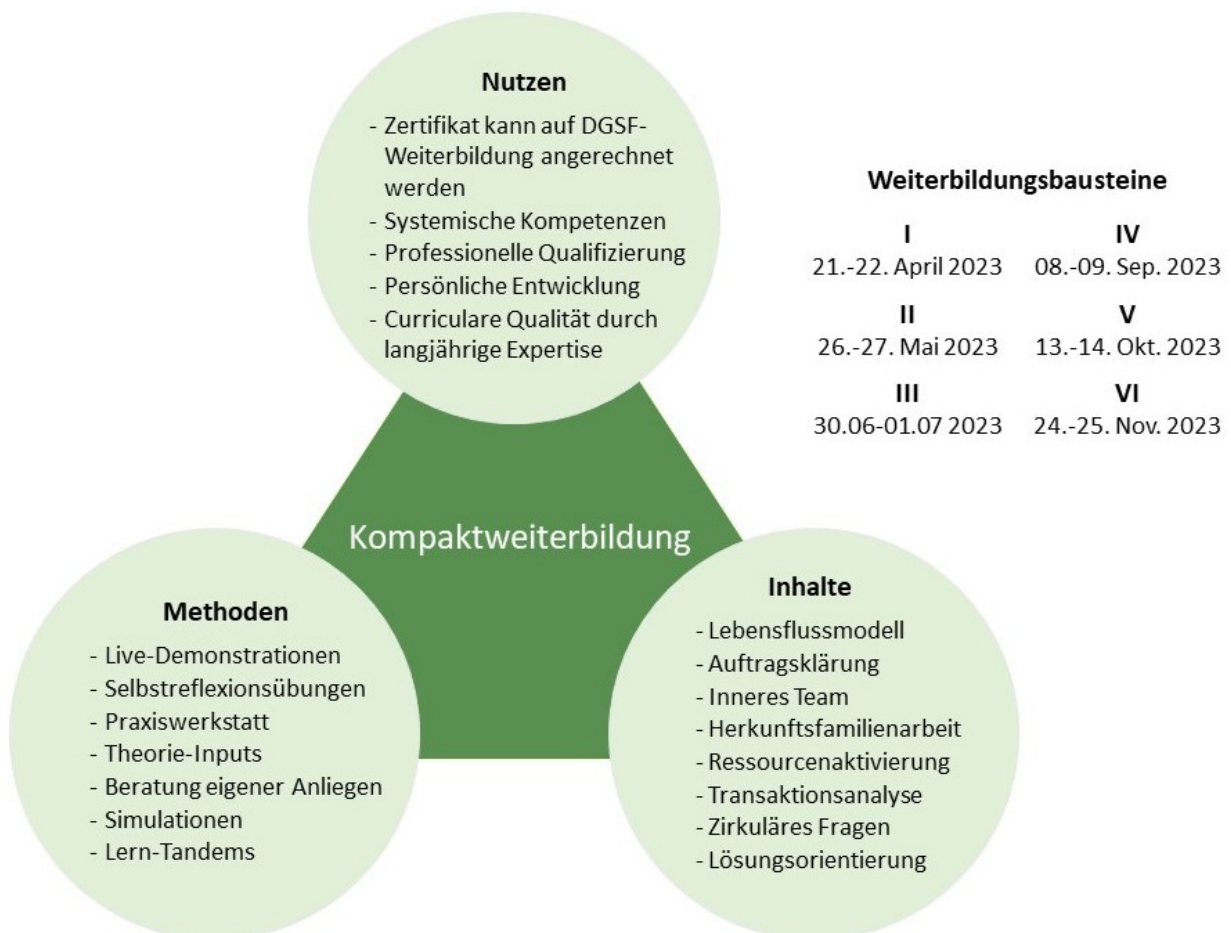 Nutzen
- Zertifikat kann auf DGSF-
Weiterbildung angerechnet
werden
- Systemische Kompetenzen
- Professionelle Qualifizierung
- Persönliche Entwicklung
- Curriculare Qualität durch
langjährige Expertise
Weiterbildungsbausteine
I IV
21.-22. April 2023 08.-09. Sep. 2023
II V
26.-27. Mai 2023 13.-14. Okt. 2023
III VI
30.06-01.07 2023 24.-25. Nov. 2023
Kompaktweiterbildung
Methoden
- Live-Demonstrationen
- Selbstreflexionsübungen
- Praxiswerkstatt
- Theorie-Inputs
- Beratung eigener Anliegen
- Simulationen
- Lern-Tandems
Inhalte
- Lebensflussmodell
- Auftragsklärung
- Inneres Team
- Herkunftsfamilienarbeit
- Ressourcenaktivierung
- Transaktionsanalyse
- Zirkuläres Fragen
- Lösungsorientierung